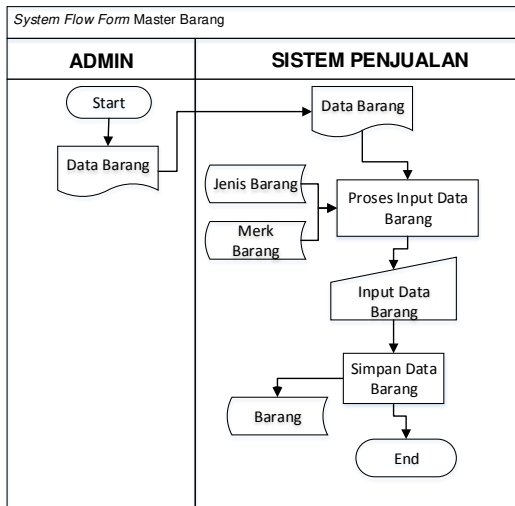 System Flow Form Master Barang
ADMIN
SISTEM PENJUALAN
Start
Data Barang
Data Barang
Jenis Barang
Merk
Barang
Proses Input Data
Barang
Input Data
Barang
Simpan Data
Barang
Barang
End